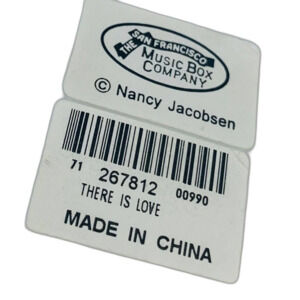 THE SAN FRANCISCO
MUSIC BOX
COMPANY
© Nancy Jacobsen
71 267812 00990
THERE IS LOVE
MADE IN CHINA